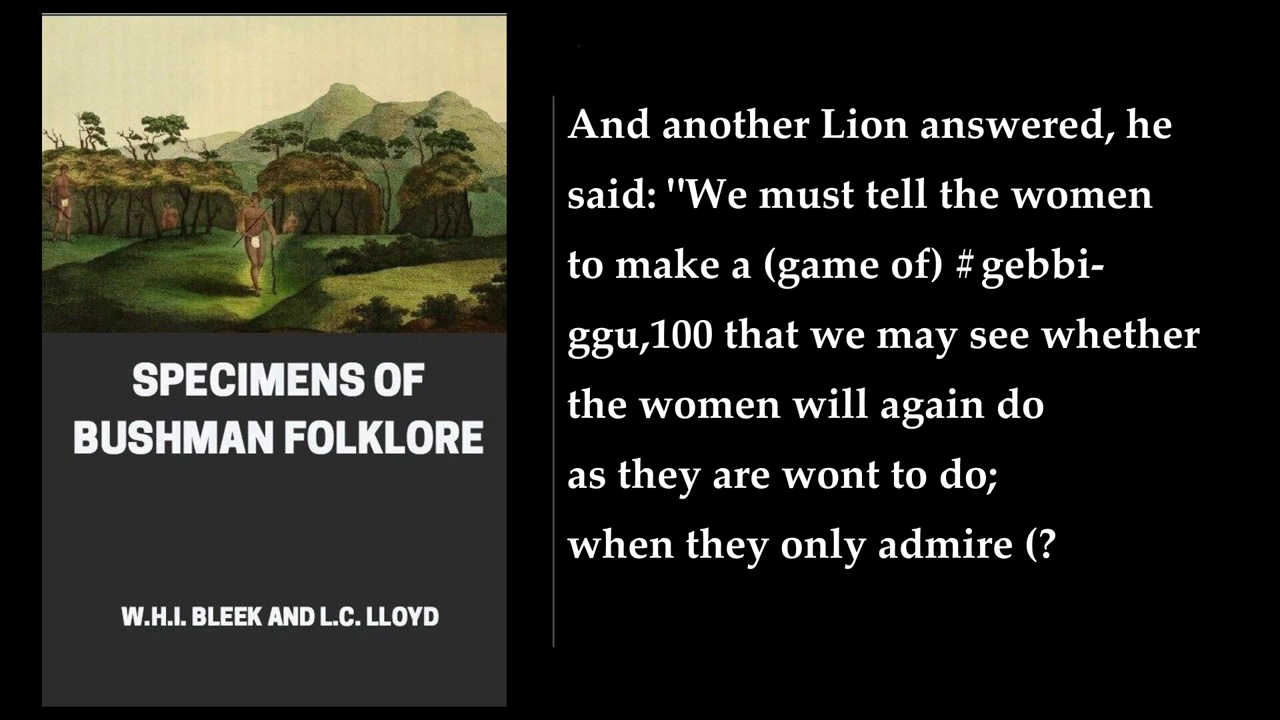 SPECIMENS OF
BUSHMAN FOLKLORE
W.H.I. BLEEK AND L.C. LLOYD
And another Lion answered, he
said: "We must tell the women
to make a (game of) # gebbi-
ggu,100 that we may see whether
the women will again do
as they are wont to do;
when they only admire (?